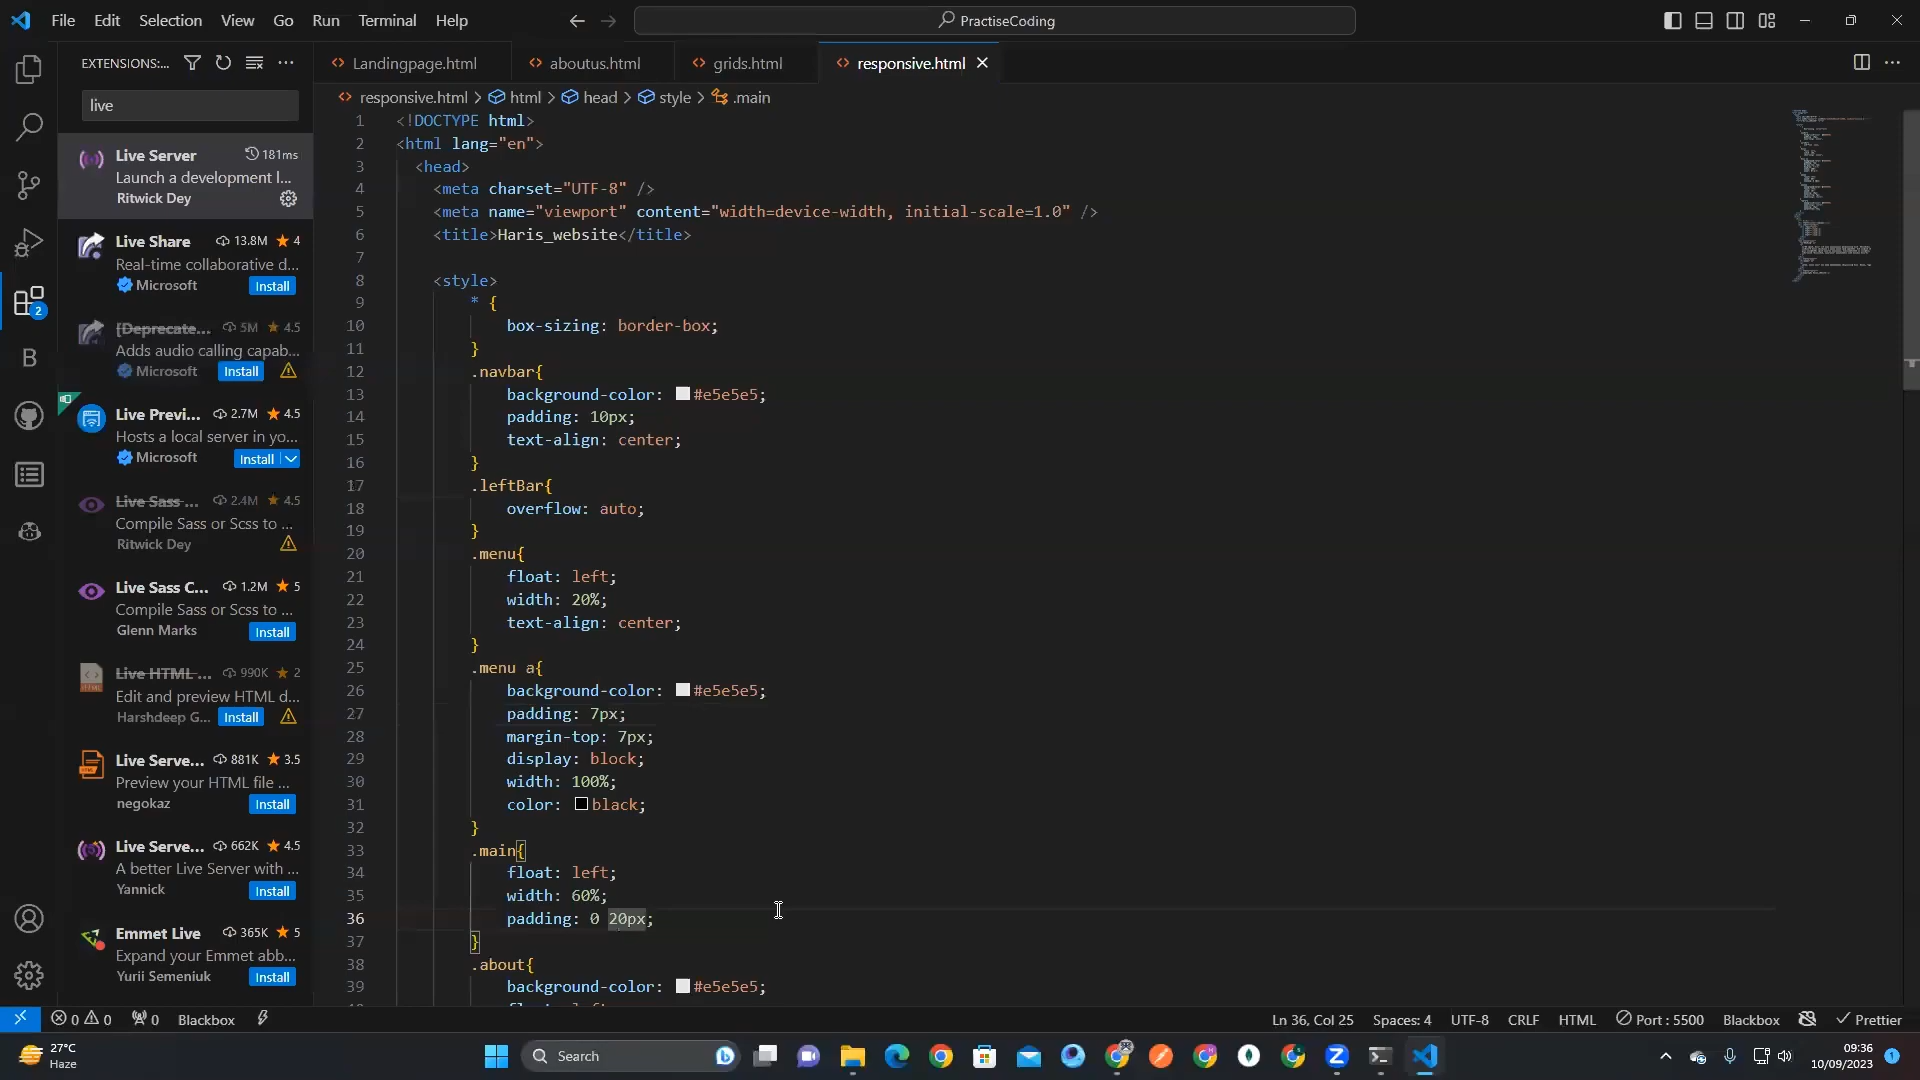 File Edit Selection View Go Run Terminal Help
PractiseCoding
EXTENSIONS:...
live
Live Server 181ms
Launch a development l...
Ritwick Dey
Live Share 13.8M 4
Real-time collaborative d...
Microsoft Install
[Deprecate... 5M 4.5
Adds audio calling capab...
Microsoft Install
Live Previ... 2.7M 4.5
Hosts a local server in yo...
Microsoft Install
Live Sass ... 2.4M 4.5
Compile Sass or Scss to ...
Ritwick Dey
Live Sass C... 1.2M 5
Compile Sass or Scss to ...
Glenn Marks Install
Live HTML ... 990K 2
Edit and preview HTML d...
Harshdeep G... Install
Live Serve... 881K 3.5
Preview your HTML file ...
negokaz Install
Live Serve... 662K 4.5
A better Live Server with ...
Yannick Install
Emmet Live 365K 5
Expand your Emmet abb...
Yurii Semeniuk Install
2
B
Landingpage.html aboutus.html grids.html responsive.html
responsive.html > html > head > style > .main
1 <!DOCTYPE html>
2 <html lang="en">
3 <head>
4 <meta charset="UTF-8" />
5 <meta name="viewport" content="width=device-width, initial-scale=1.0" />
6 <title>Haris_website</title>
7
8 <style>
9 * {
10 box-sizing: border-box;
11 }
12 .navbar{
13 background-color: #e5e5e5;
14 padding: 10px;
15 text-align: center;
16 }
17 .leftBar{
18 overflow: auto;
19 }
20 .menu{
21 float: left;
22 width: 20%;
23 text-align: center;
24 }
25 .menu a{
26 background-color: #e5e5e5;
27 padding: 7px;
28 margin-top: 7px;
29 display: block;
30 width: 100%;
31 color: black;
32 }
33 .main{
34 float: left;
35 width: 60%;
36 padding: 0 20px;
37 }
38 .about{
39 background-color: #e5e5e5;
0 0 0 Blackbox Ln 36, Col 25 Spaces: 4 UTF-8 CRLF HTML Port : 5500 Blackbox Prettier
27°C
Haze
Search
09:36
10/09/2023
1